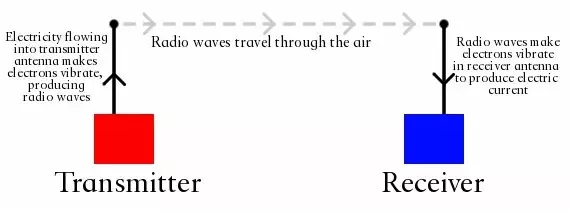 Electricity flowing
into transmitter
antenna makes
electrons vibrate,
producing
radio waves
Radio waves travel through the air
Radio waves make
electrons vibrate
in receiver antenna
to produce electric
current
Transmitter
Receiver